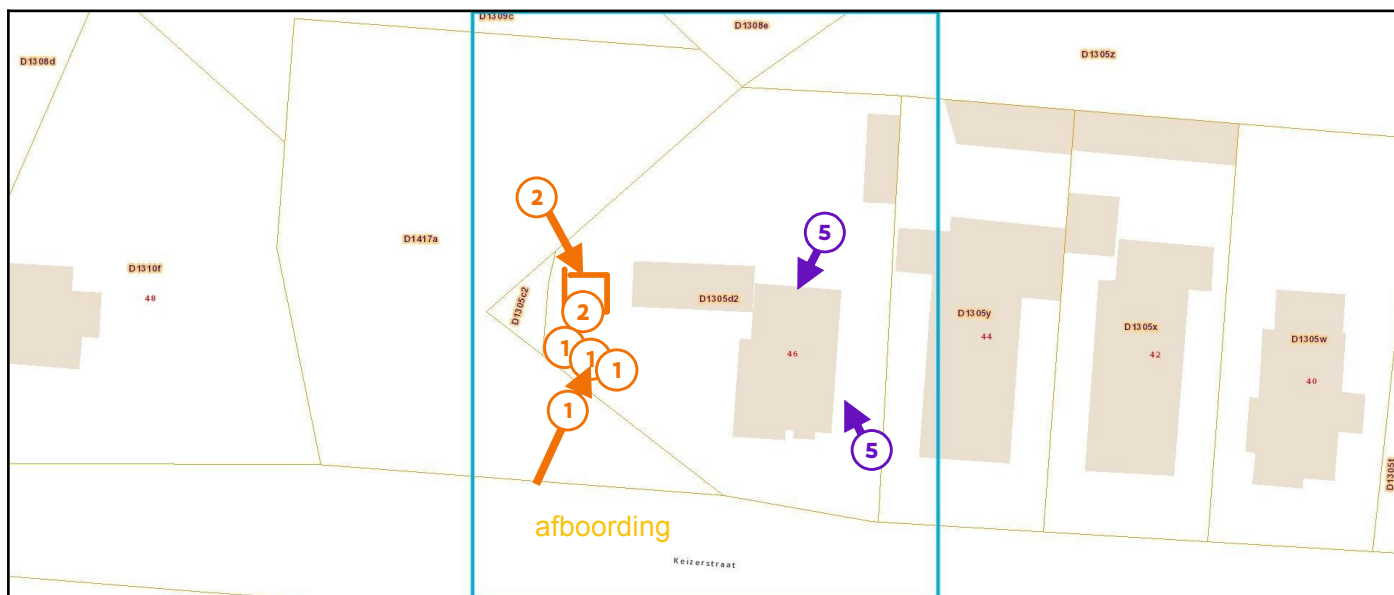 D1309c
D1308e
D1308d
D1305z
2
D1417a
5
D1310f
48
D1305c2
D1305d2
2
D1305y
44
D1305x
42
D1305w
40
1
1
1
46
1
5
D1305t
afboording
Keizerstraat